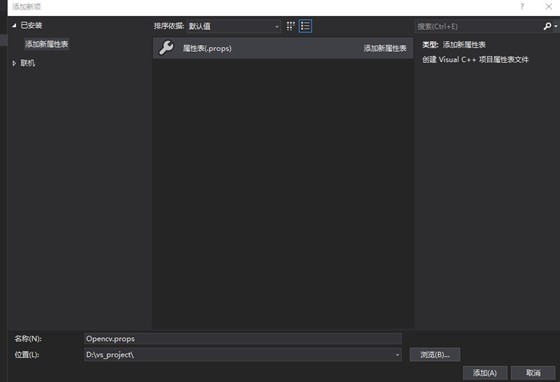 添加新项
已安装
添加新属性表
联机
排序依据: 默认值
属性表(.props) 添加新属性表
搜索(Ctrl+E)
类型: 添加新属性表
创建 Visual C++ 项目属性表文件
名称(N): Opencv.props
位置(L): D:\vs_project\
浏览(B)...
添加(A) 取消